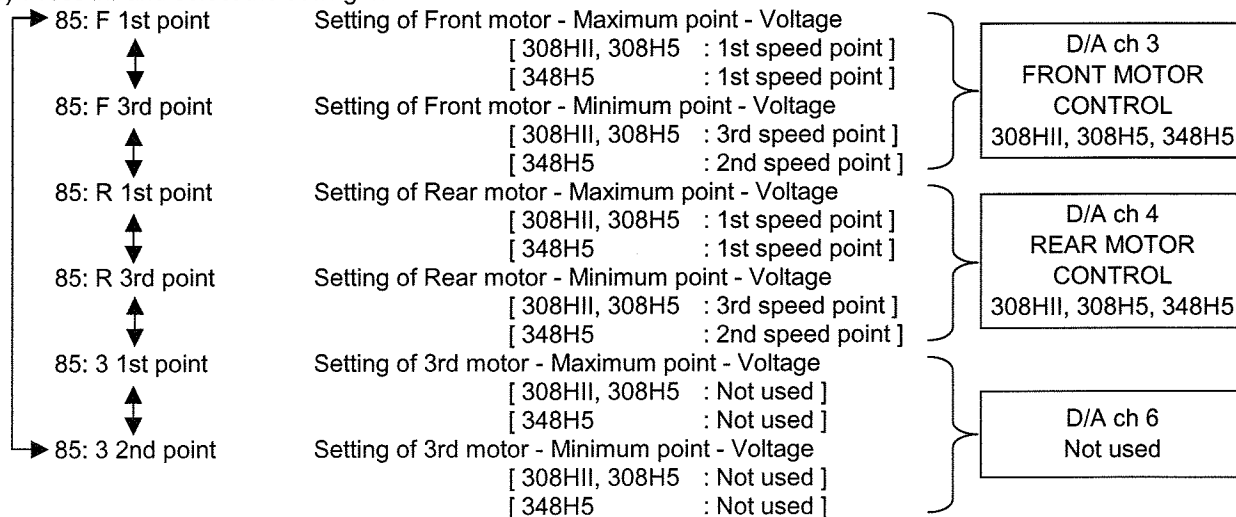 85: F 1st point Setting of Front motor - Maximum point - Voltage
[ 308HII, 308H5 : 1st speed point ]
[ 348H5 : 1st speed point ]
85: F 3rd point Setting of Front motor - Minimum point - Voltage
[ 308HII, 308H5 : 3rd speed point ]
[ 348H5 : 2nd speed point ]
D/A ch 3
FRONT MOTOR
CONTROL
308HII, 308H5, 348H5
85: R 1st point Setting of Rear motor - Maximum point - Voltage
[ 308HII, 308H5 : 1st speed point ]
[ 348H5 : 1st speed point ]
85: R 3rd point Setting of Rear motor - Minimum point - Voltage
[ 308HII, 308H5 : 3rd speed point ]
[ 348H5 : 2nd speed point ]
D/A ch 4
REAR MOTOR
CONTROL
308HII, 308H5, 348H5
85: 3 1st point Setting of 3rd motor - Maximum point - Voltage
[ 308HII, 308H5 : Not used ]
[ 348H5 : Not used ]
85: 3 2nd point Setting of 3rd motor - Minimum point - Voltage
[ 308HII, 308H5 : Not used ]
[ 348H5 : Not used ]
D/A ch 6
Not used